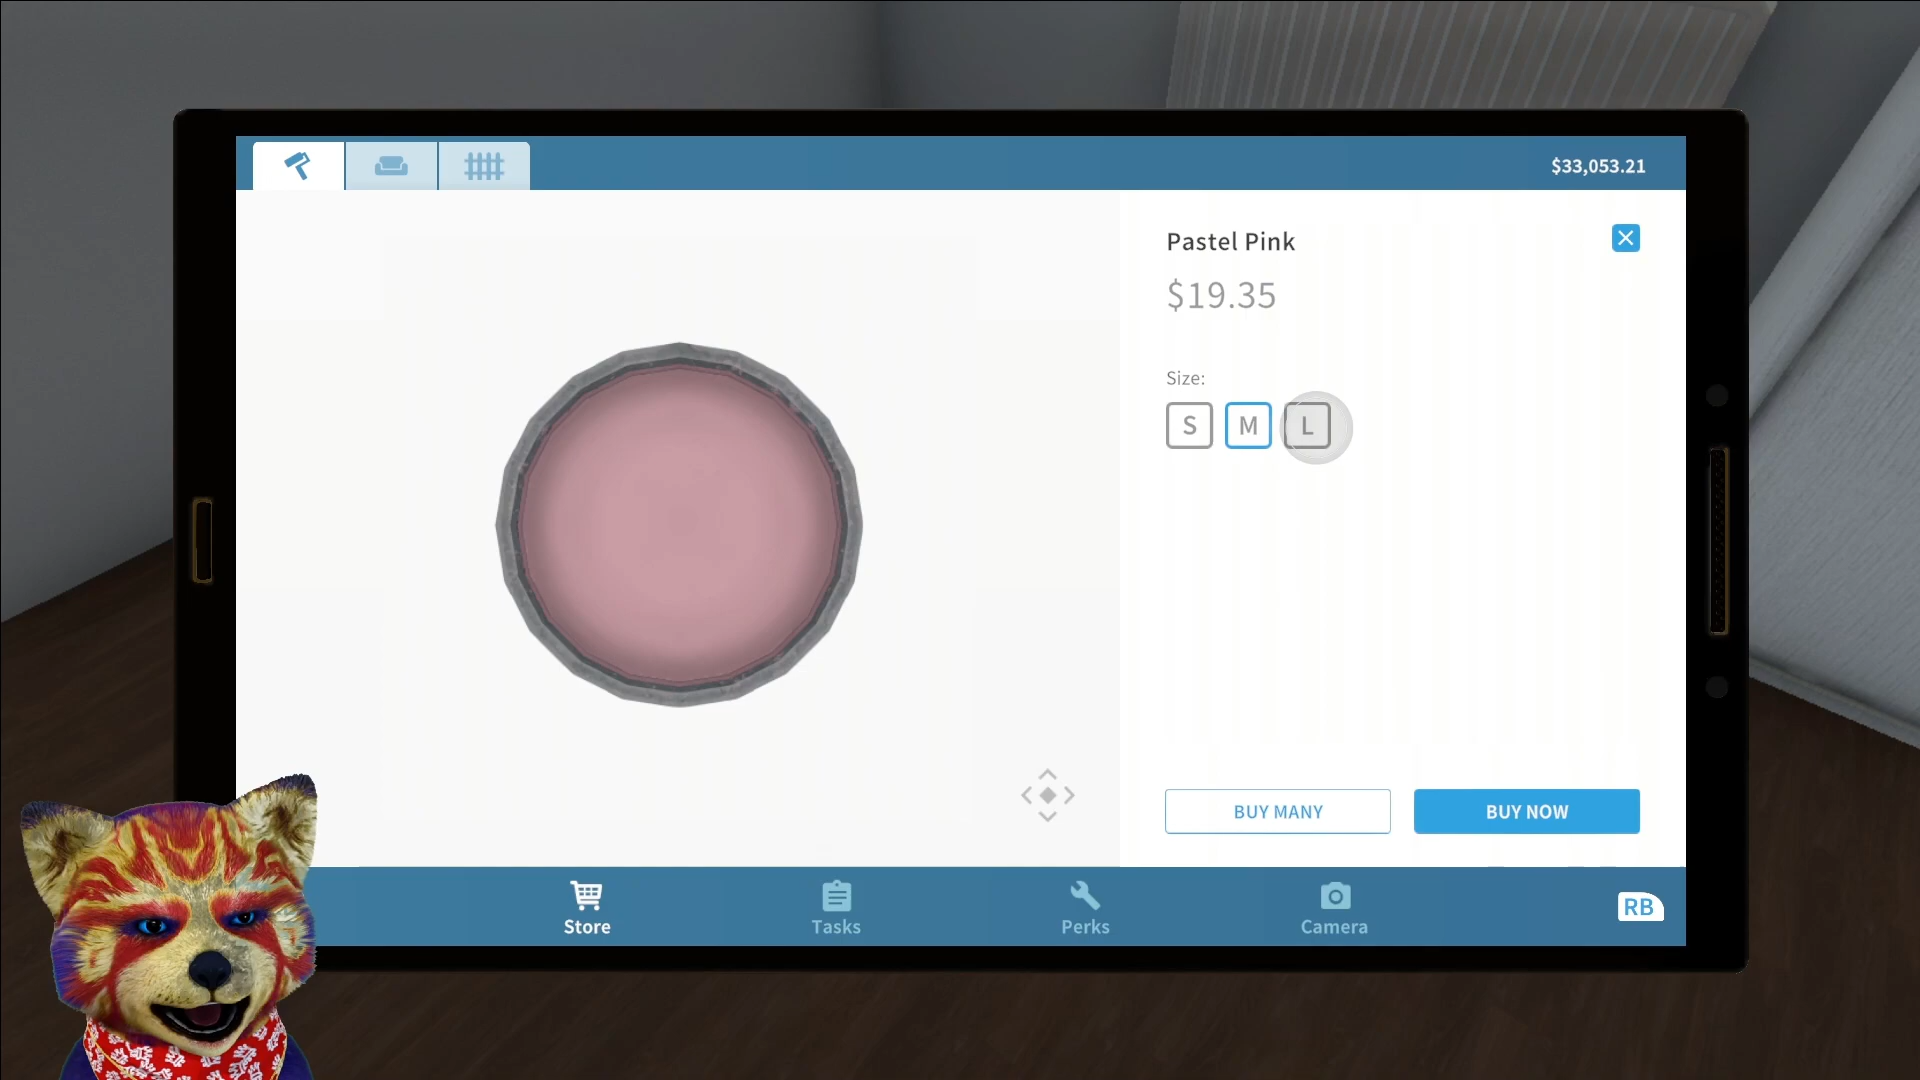 $33,053.21
Pastel Pink
$19.35
Size:
S M L
BUY MANY BUY NOW
Store Tasks Perks Camera RB